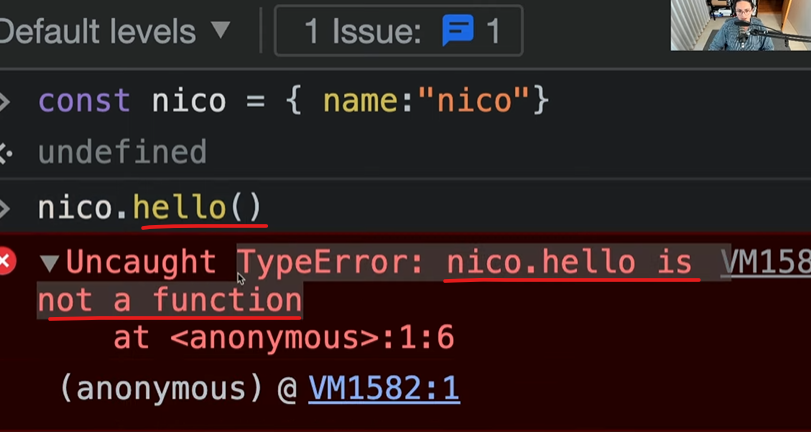 Default levels ▼ 1 Issue: 1
> const nico = { name:"nico"}
undefined
> nico.hello()
▼Uncaught TypeError: nico.hello is VM158
not a function
at <anonymous>:1:6
(anonymous) @ VM1582:1